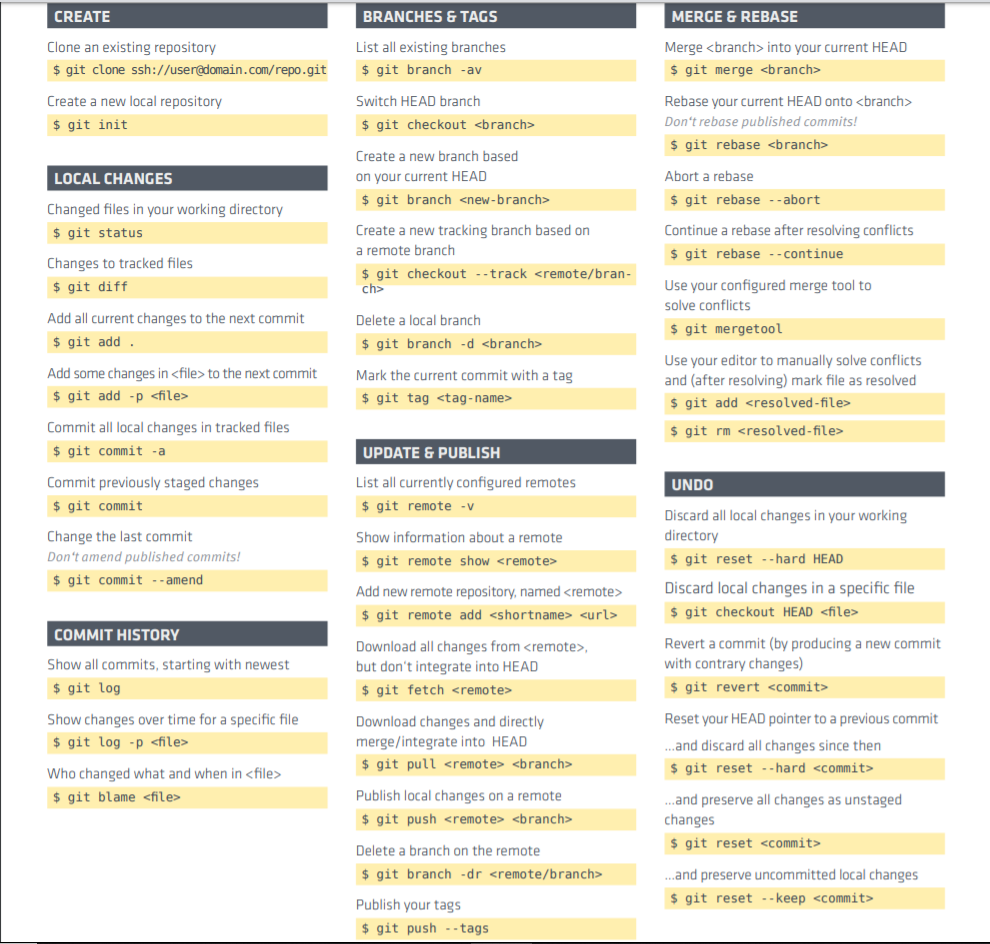 CREATE
Clone an existing repository
$ git clone ssh://user@domain.com/repo.git
Create a new local repository
$ git init
LOCAL CHANGES
Changed files in your working directory
$ git status
Changes to tracked files
$ git diff
Add all current changes to the next commit
$ git add .
Add some changes in <file> to the next commit
$ git add -p <file>
Commit all local changes in tracked files
$ git commit -a
Commit previously staged changes
$ git commit
Change the last commit
Don't amend published commits!
$ git commit --amend
COMMIT HISTORY
Show all commits, starting with newest
$ git log
Show changes over time for a specific file
$ git log -p <file>
Who changed what and when in <file>
$ git blame <file>
BRANCHES & TAGS
List all existing branches
$ git branch -av
Switch HEAD branch
$ git checkout <branch>
Create a new branch based
on your current HEAD
$ git branch <new-branch>
Create a new tracking branch based on
a remote branch
$ git checkout --track <remote/bran-
ch>
Delete a local branch
$ git branch -d <branch>
Mark the current commit with a tag
$ git tag <tag-name>
UPDATE & PUBLISH
List all currently configured remotes
$ git remote -v
Show information about a remote
$ git remote show <remote>
Add new remote repository, named <remote>
$ git remote add <shortname> <url>
Download all changes from <remote>,
but don't integrate into HEAD
$ git fetch <remote>
Download changes and directly
merge/integrate into HEAD
$ git pull <remote> <branch>
Publish local changes on a remote
$ git push <remote> <branch>
Delete a branch on the remote
$ git branch -dr <remote/branch>
Publish your tags
$ git push --tags
MERGE & REBASE
Merge <branch> into your current HEAD
$ git merge <branch>
Rebase your current HEAD onto <branch>
Don't rebase published commits!
$ git rebase <branch>
Abort a rebase
$ git rebase --abort
Continue a rebase after resolving conflicts
$ git rebase --continue
Use your configured merge tool to
solve conflicts
$ git mergetool
Use your editor to manually solve conflicts
and (after resolving) mark file as resolved
$ git add <resolved-file>
$ git rm <resolved-file>
UNDO
Discard all local changes in your working
directory
$ git reset --hard HEAD
Discard local changes in a specific file
$ git checkout HEAD <file>
Revert a commit (by producing a new commit
with contrary changes)
$ git revert <commit>
Reset your HEAD pointer to a previous commit
...and discard all changes since then
$ git reset --hard <commit>
...and preserve all changes as unstaged
changes
$ git reset <commit>
...and preserve uncommitted local changes
$ git reset --keep <commit>